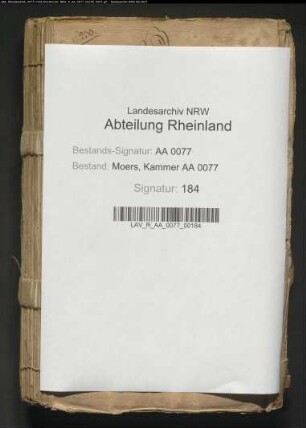 Landesarchiv NRW
Abteilung Rheinland
Bestands-Signatur: AA 0077
Bestand: Moers, Kammer AA 0077
Signatur: 184
LAV_R_AA_0077_00184